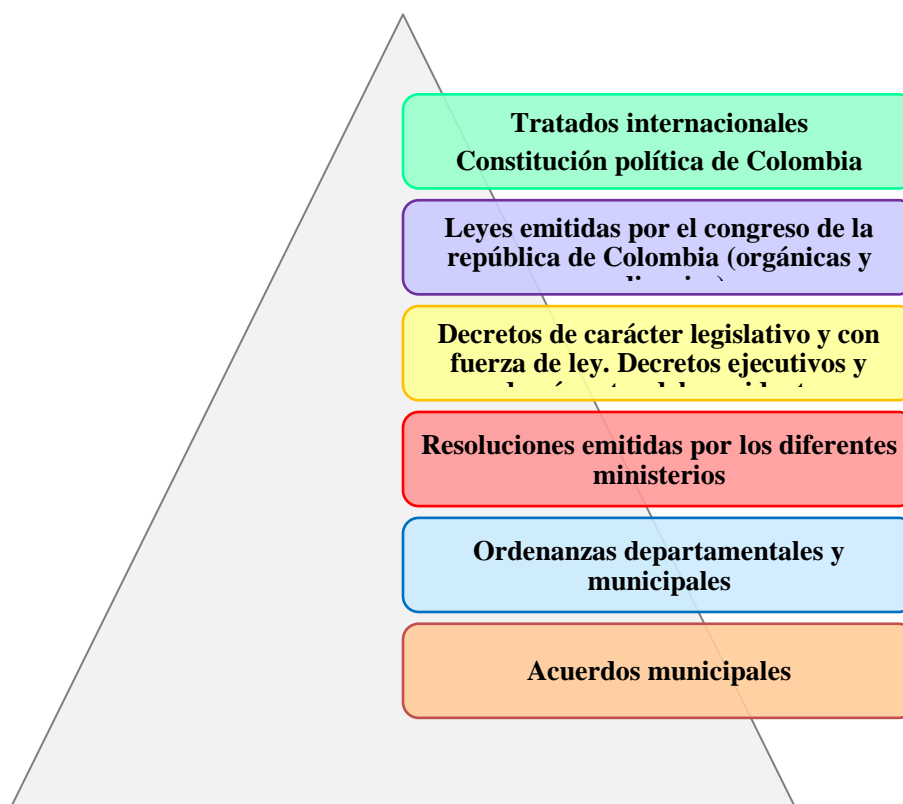 Tratados internacionales
Constitución política de Colombia
Leyes emitidas por el congreso de la
república de Colombia (orgánicas y
Decretos de carácter legislativo y con
fuerza de ley. Decretos ejecutivos y
Resoluciones emitidas por los diferentes
ministerios
Ordenanzas departamentales y
municipales
Acuerdos municipales